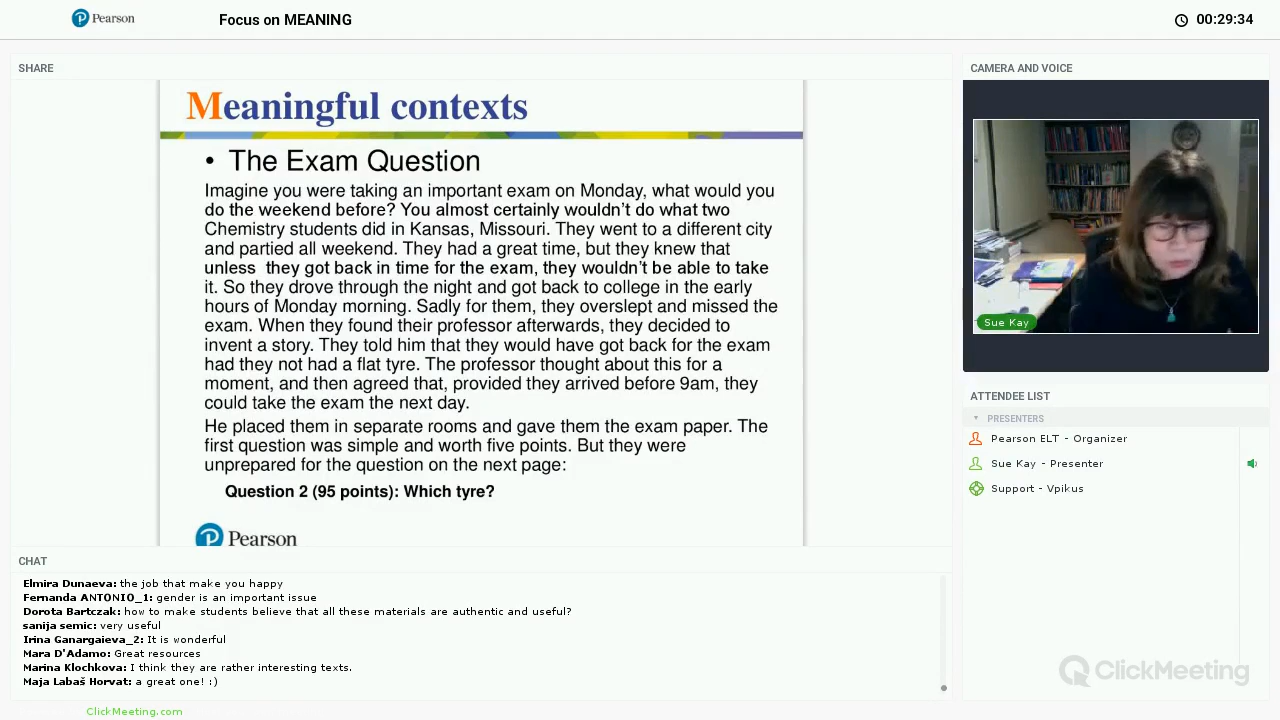 Pearson
Focus on MEANING
00:29:34
SHARE
Meaningful contexts
• The Exam Question
Imagine you were taking an important exam on Monday, what would you
do the weekend before? You almost certainly wouldn't do what two
Chemistry students did in Kansas, Missouri. They went to a different city
and partied all weekend. They had a great time, but they knew that
unless they got back in time for the exam, they wouldn't be able to take
it. So they drove through the night and got back to college in the early
hours of Monday morning. Sadly for them, they overslept and missed the
exam. When they found their professor afterwards, they decided to
invent a story. They told him that they would have got back for the exam
had they not had a flat tyre. The professor thought about this for a
moment, and then agreed that, provided they arrived before 9am, they
could take the exam the next day.
He placed them in separate rooms and gave them the exam paper. The
first question was simple and worth five points. But they were
unprepared for the question on the next page:
Question 2 (95 points): Which tyre?
Pearson
CAMERA AND VOICE
Sue Kay
ATTENDEE LIST
PRESENTERS
Pearson ELT - Organizer
Sue Kay - Presenter
Support - Vpikus
ClickMeeting
CHAT
Elmira Dunaeva: the job that make you happy
Fernanda ANTONIO_1: gender is an important issue
Dorota Bartczak: how to make students believe that all these materials are authentic and useful?
sanija semic: very useful
Irina Ganargaieva_2: It is wonderful
Mara D'Adamo: Great resources
Marina Klochkova: I think they are rather interesting texts.
Maja Labaš Horvat: a great one! :)
ClickMeeting.com